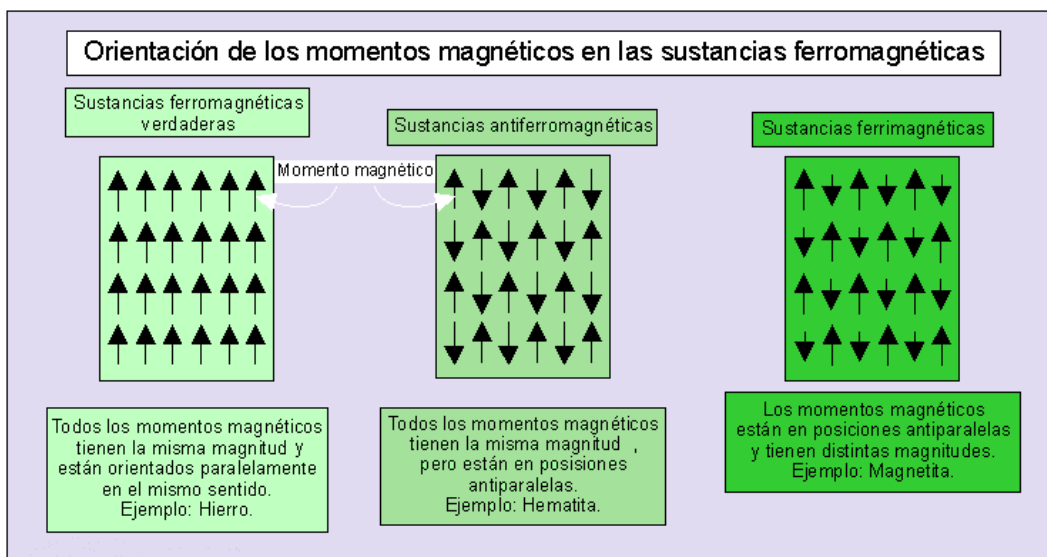 Orientación de los momentos magnéticos en las sustancias ferromagnéticas
Sustancias ferromagnéticas
verdaderas
Sustancias antiferromagnéticas
Sustancias ferrimagnéticas
Momento magnético
Todos los momentos magnéticos
tienen la misma magnitud y
están orientados paralelamente
en el mismo sentido.
Ejemplo: Hierro.
Todos los momentos magnéticos
tienen la misma magnitud ,
pero están en posisiones
antiparalelas.
Ejemplo: Hematita.
Los momentos magnéticos
están en posiciones antiparalelas
y tienen distintas magnitudes.
Ejemplo: Magnetita.